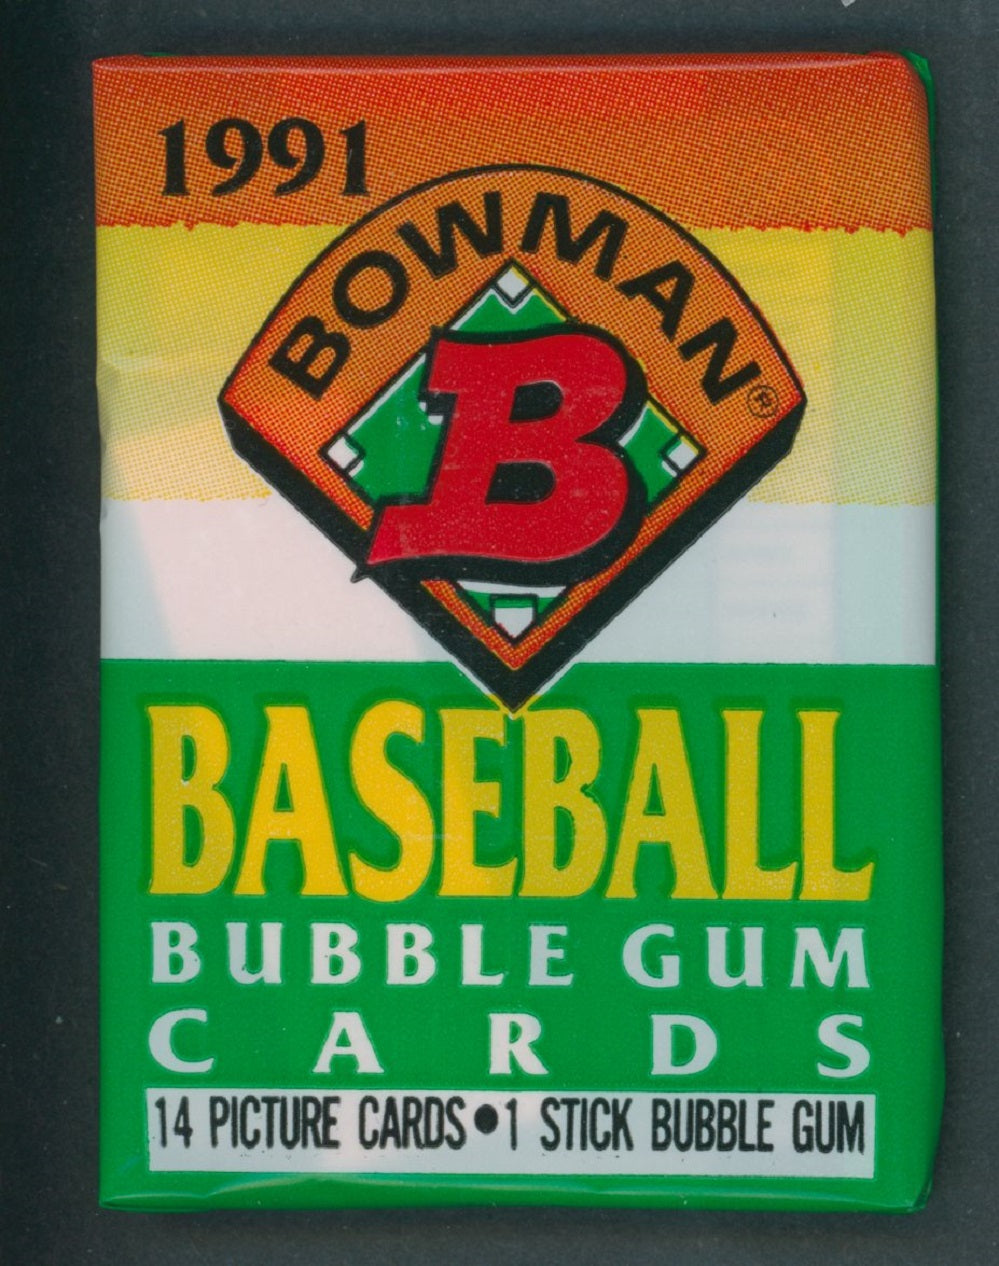 1991
BOWMAN®
B
BASEBALL
BUBBLE GUM
CARDS
14 PICTURE CARDS•1 STICK BUBBLE GUM